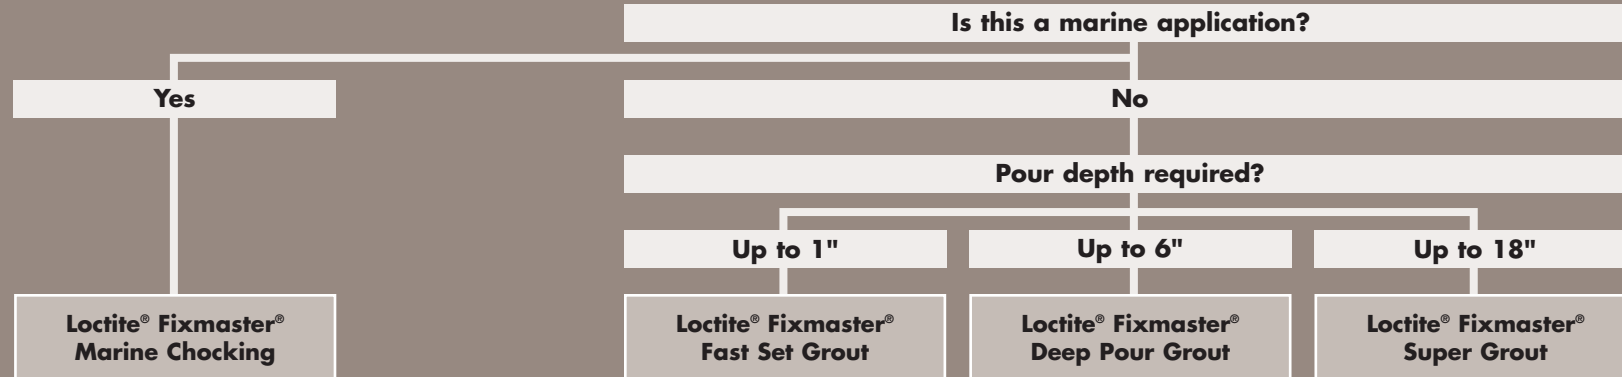 Is this a marine application?
Yes
No
Pour depth required?
Up to 1"
Up to 6"
Up to 18"
Loctite® Fixmaster®
Marine Chocking
Loctite® Fixmaster®
Fast Set Grout
Loctite® Fixmaster®
Deep Pour Grout
Loctite® Fixmaster®
Super Grout